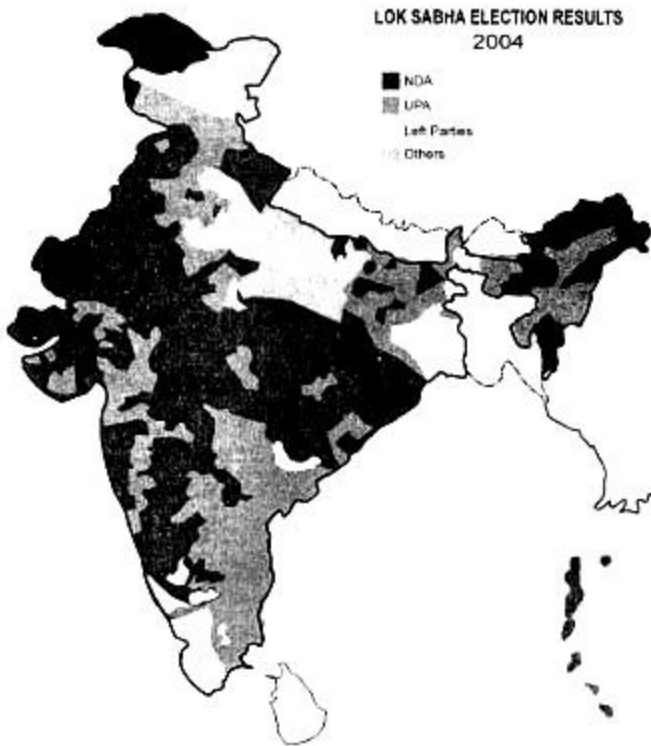 LOK SABHA ELECTION RESULTS
2004
NDA
UPA
Left Parties
Others